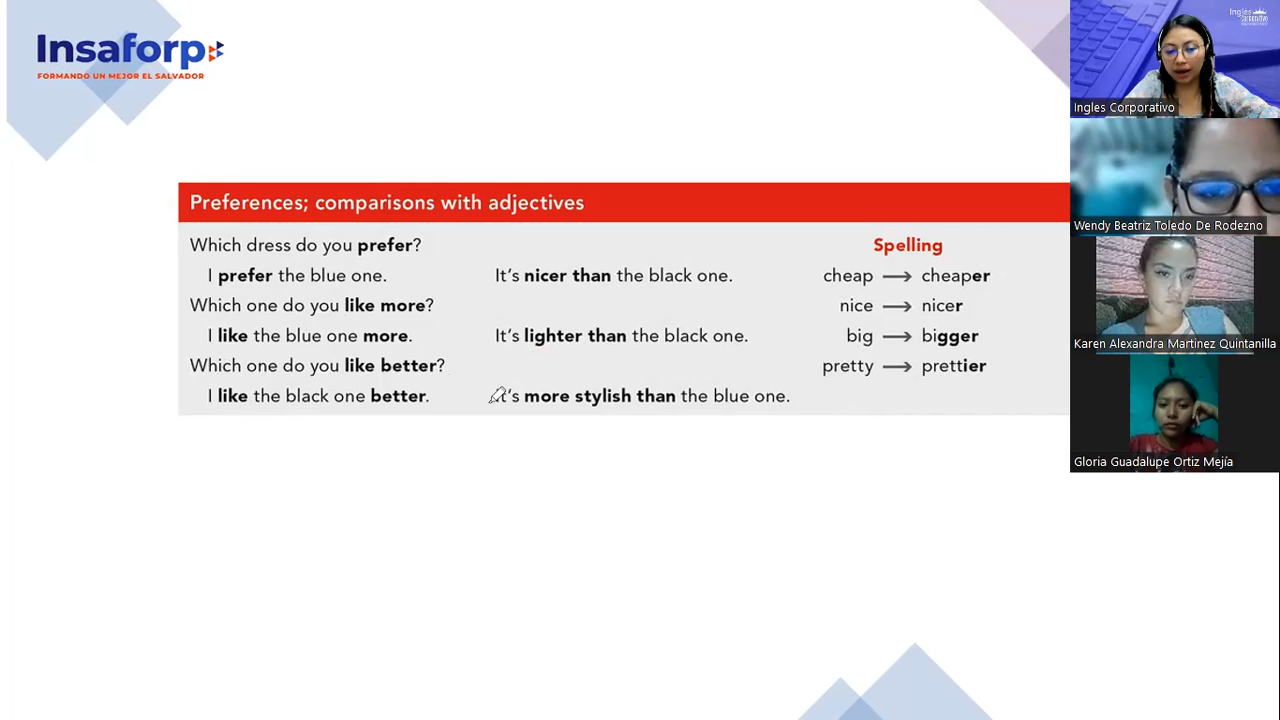 Insaforp
FORMANDO UN MEJOR EL SALVADOR
Preferences; comparisons with adjectives
Which dress do you prefer?
I prefer the blue one.
It's nicer than the black one.
Which one do you like more?
I like the blue one more.
It's lighter than the black one.
Which one do you like better?
I like the black one better.
's more stylish than the blue one.
Spelling
cheap → cheaper
nice → nicer
big → bigger
pretty → prettier
Ingles
Corporativo
Ingles Corporativo
Wendy Beatriz Toledo De Rodezno
Karen Alexandra Martinez Quintanilla
Gloria Guadalupe Ortiz Mejía